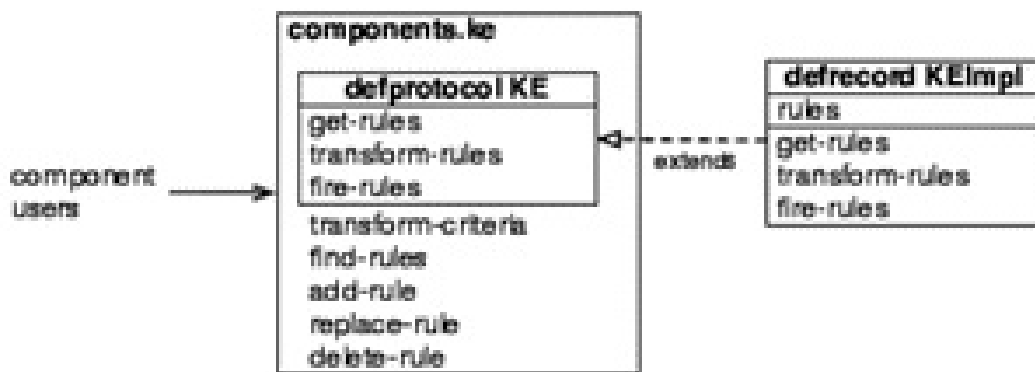 components.ke
defprotocol KE
get-rules
transform-rules
fire-rules
transform-criteria
find-rules
add-rule
replace-rule
delete-rule
component
users
extends
defrecord KEImpl
rules
get-rules
transform-rules
fire-rules